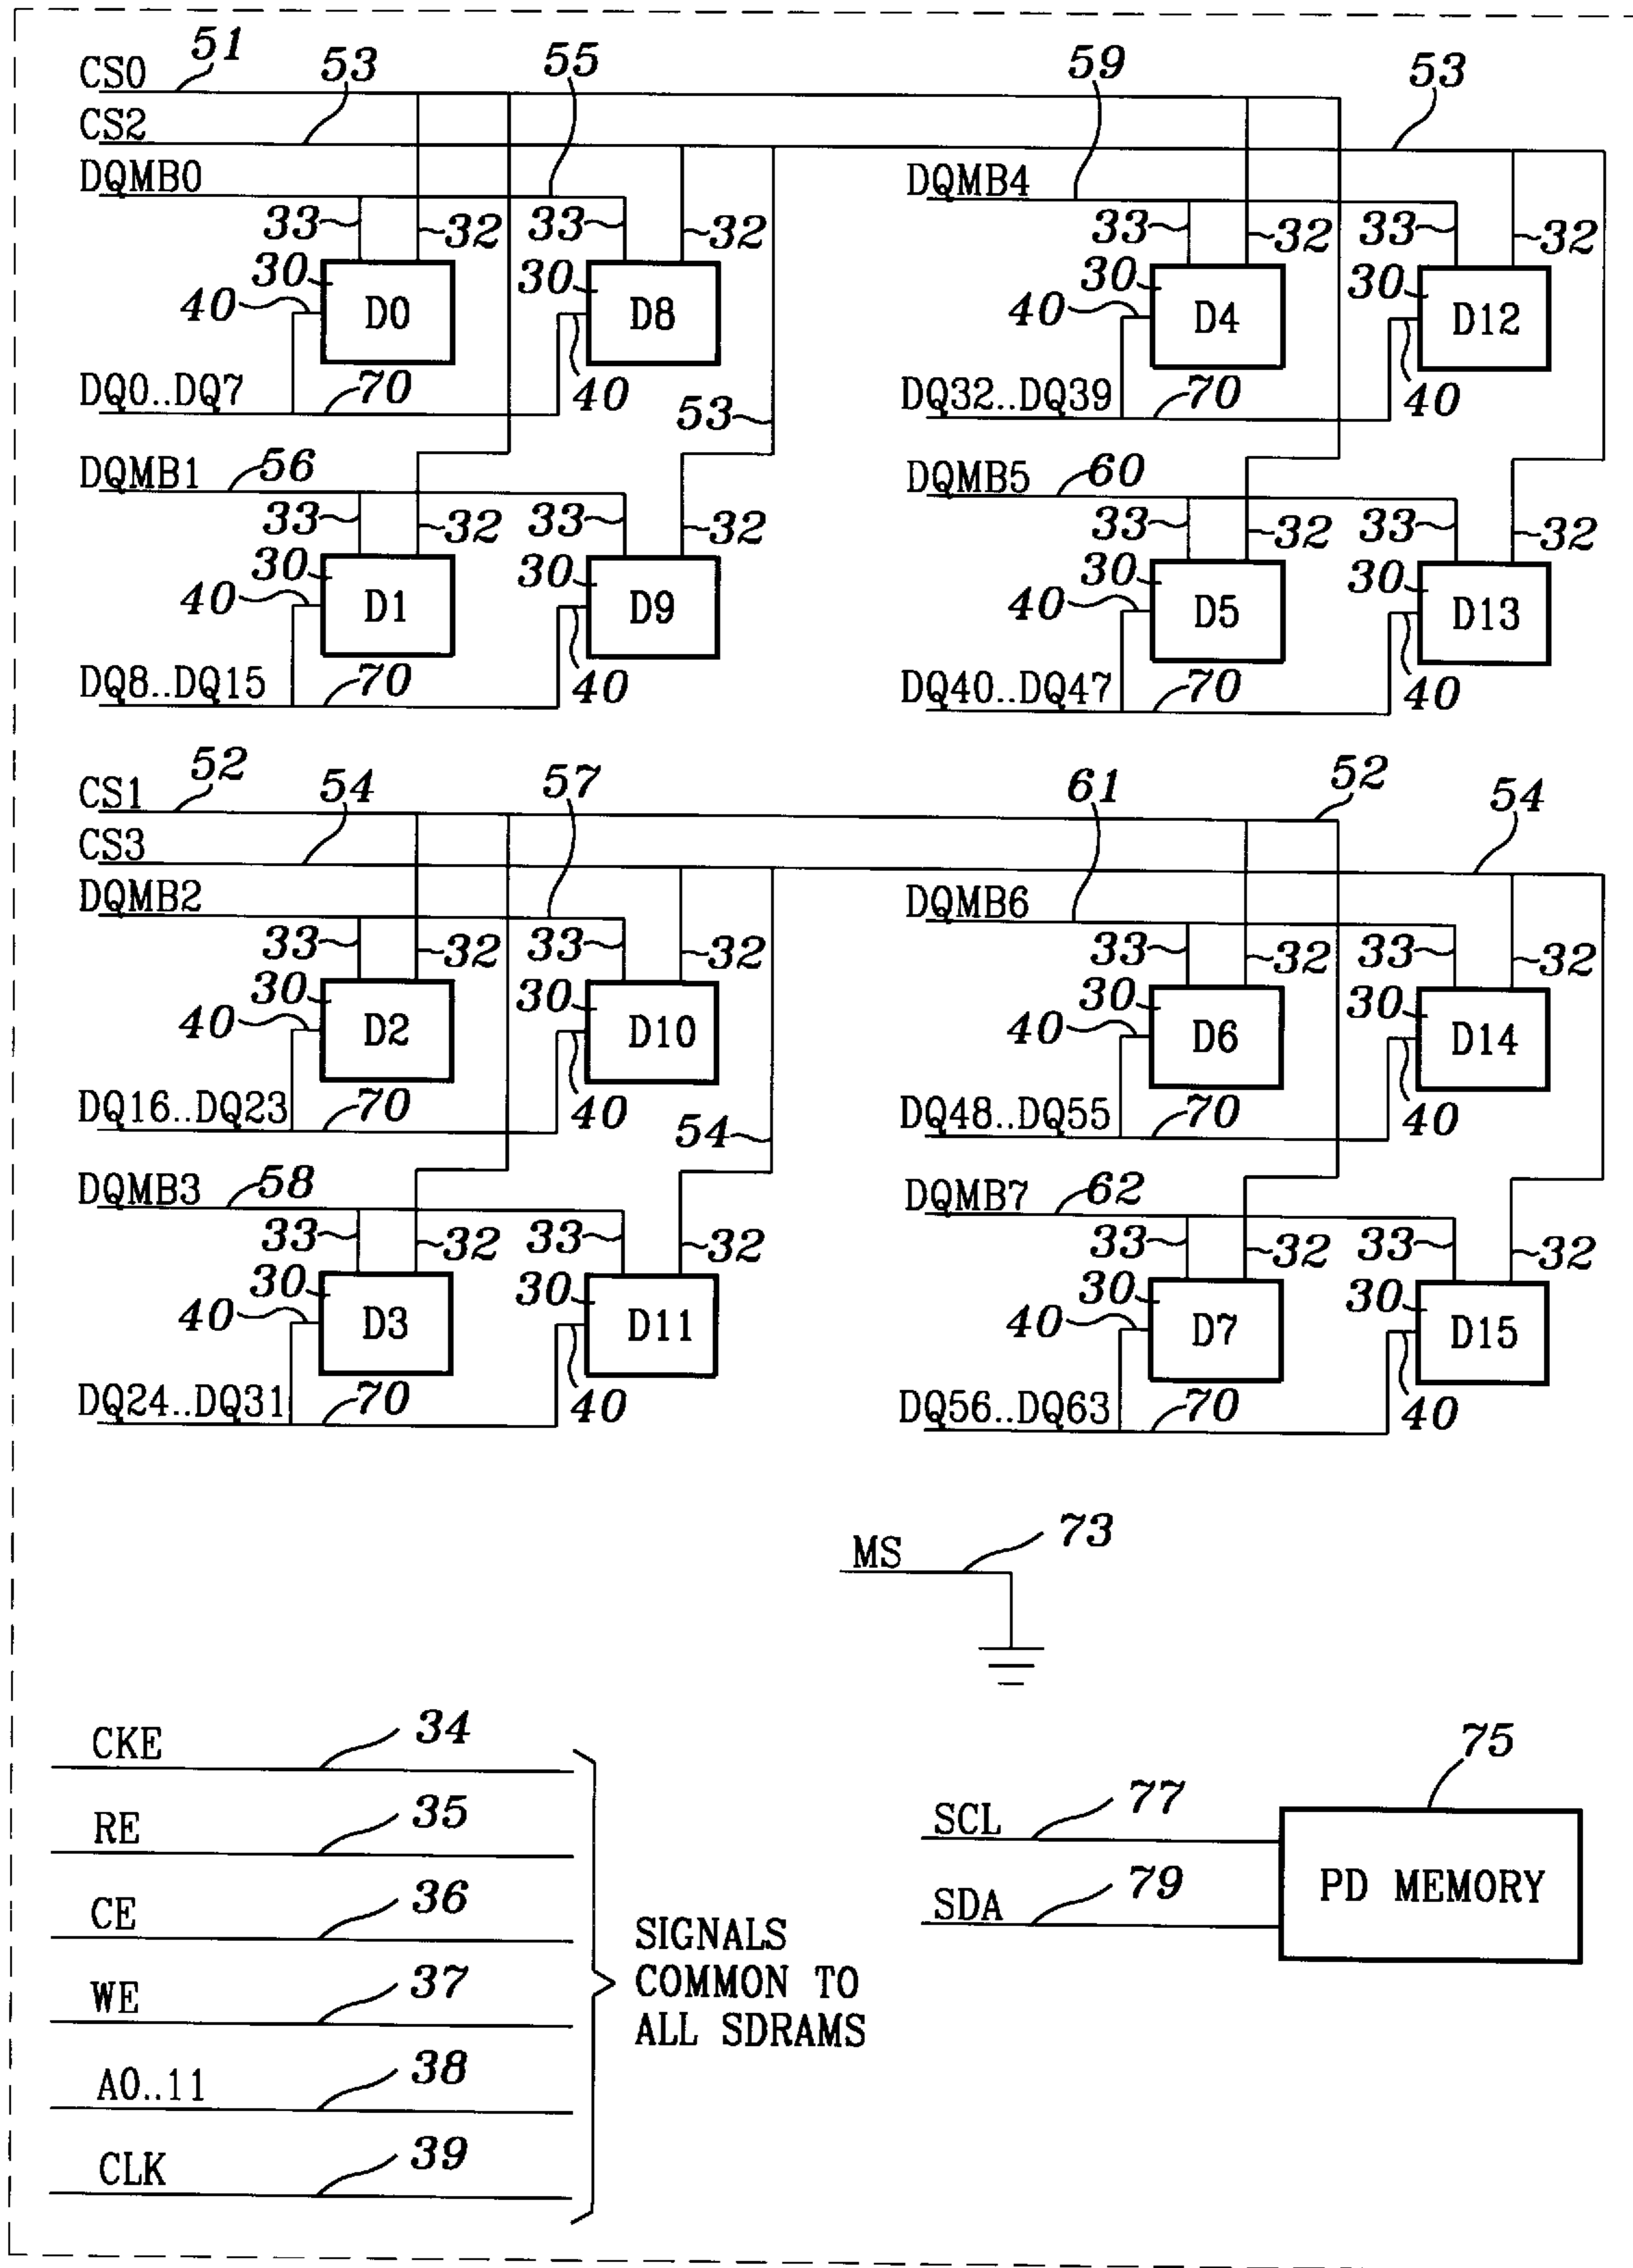 CS0 51 53 55 59 53
CS2
DQMB0 DQMB4
33 32 33 32 33 32 33 32
30 30 30 30
40 D0 D8 40 D4 D12
DQ0..DQ7 70 40 DQ32..DQ39 70 40
53
DQMB1 56 DQMB5 60
33 32 33 32 33 32 33 32
30 30 30 30
40 D1 D9 40 D5 D13
DQ8..DQ15 70 40 DQ40..DQ47 70 40
CS1 52 54 57 61 52 54
CS3
DQMB2 DQMB6
33 32 33 32 33 32 33 32
30 30 30 30
40 D2 D10 40 D6 D14
DQ16..DQ23 70 40 DQ48..DQ55 70 40
54
DQMB3 58 DQMB7 62
33 32 33 32 33 32 33 32
30 30 30 30
40 D3 D11 40 D7 D15
DQ24..DQ31 70 40 DQ56..DQ63 70 40
MS 73
CKE 34
RE 35
CE 36
WE 37
A0..11 38
CLK 39
SIGNALS
COMMON TO
ALL SDRAMS
75
SCL 77
SDA 79
PD MEMORY